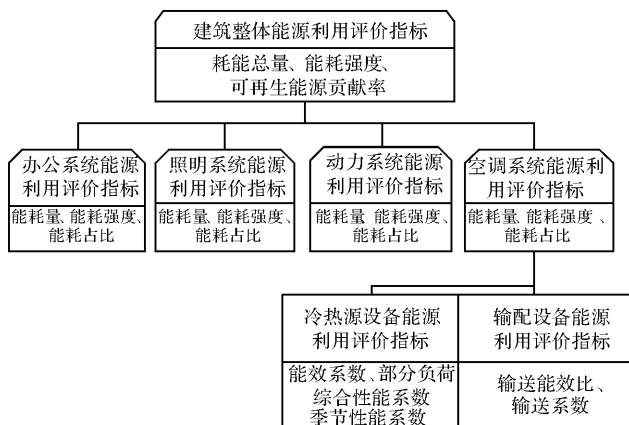 建筑整体能源利用评价指标
耗能总量、能耗强度、
可再生能源贡献率
办公系统能源
利用评价指标
能耗量、能耗强度、
能耗占比
照明系统能源
利用评价指标
能耗量、能耗强度、
能耗占比
动力系统能源
利用评价指标
能耗量 能耗强度、
能耗占比
空调系统能源利
用评价指标
能耗量、能耗强度 、
能耗占比
冷热源设备能源
利用评价指标
能效系数、部分负荷
综合性能系数
季节性能系数
输配设备能源
利用评价指标
输送能效比、
输送系数